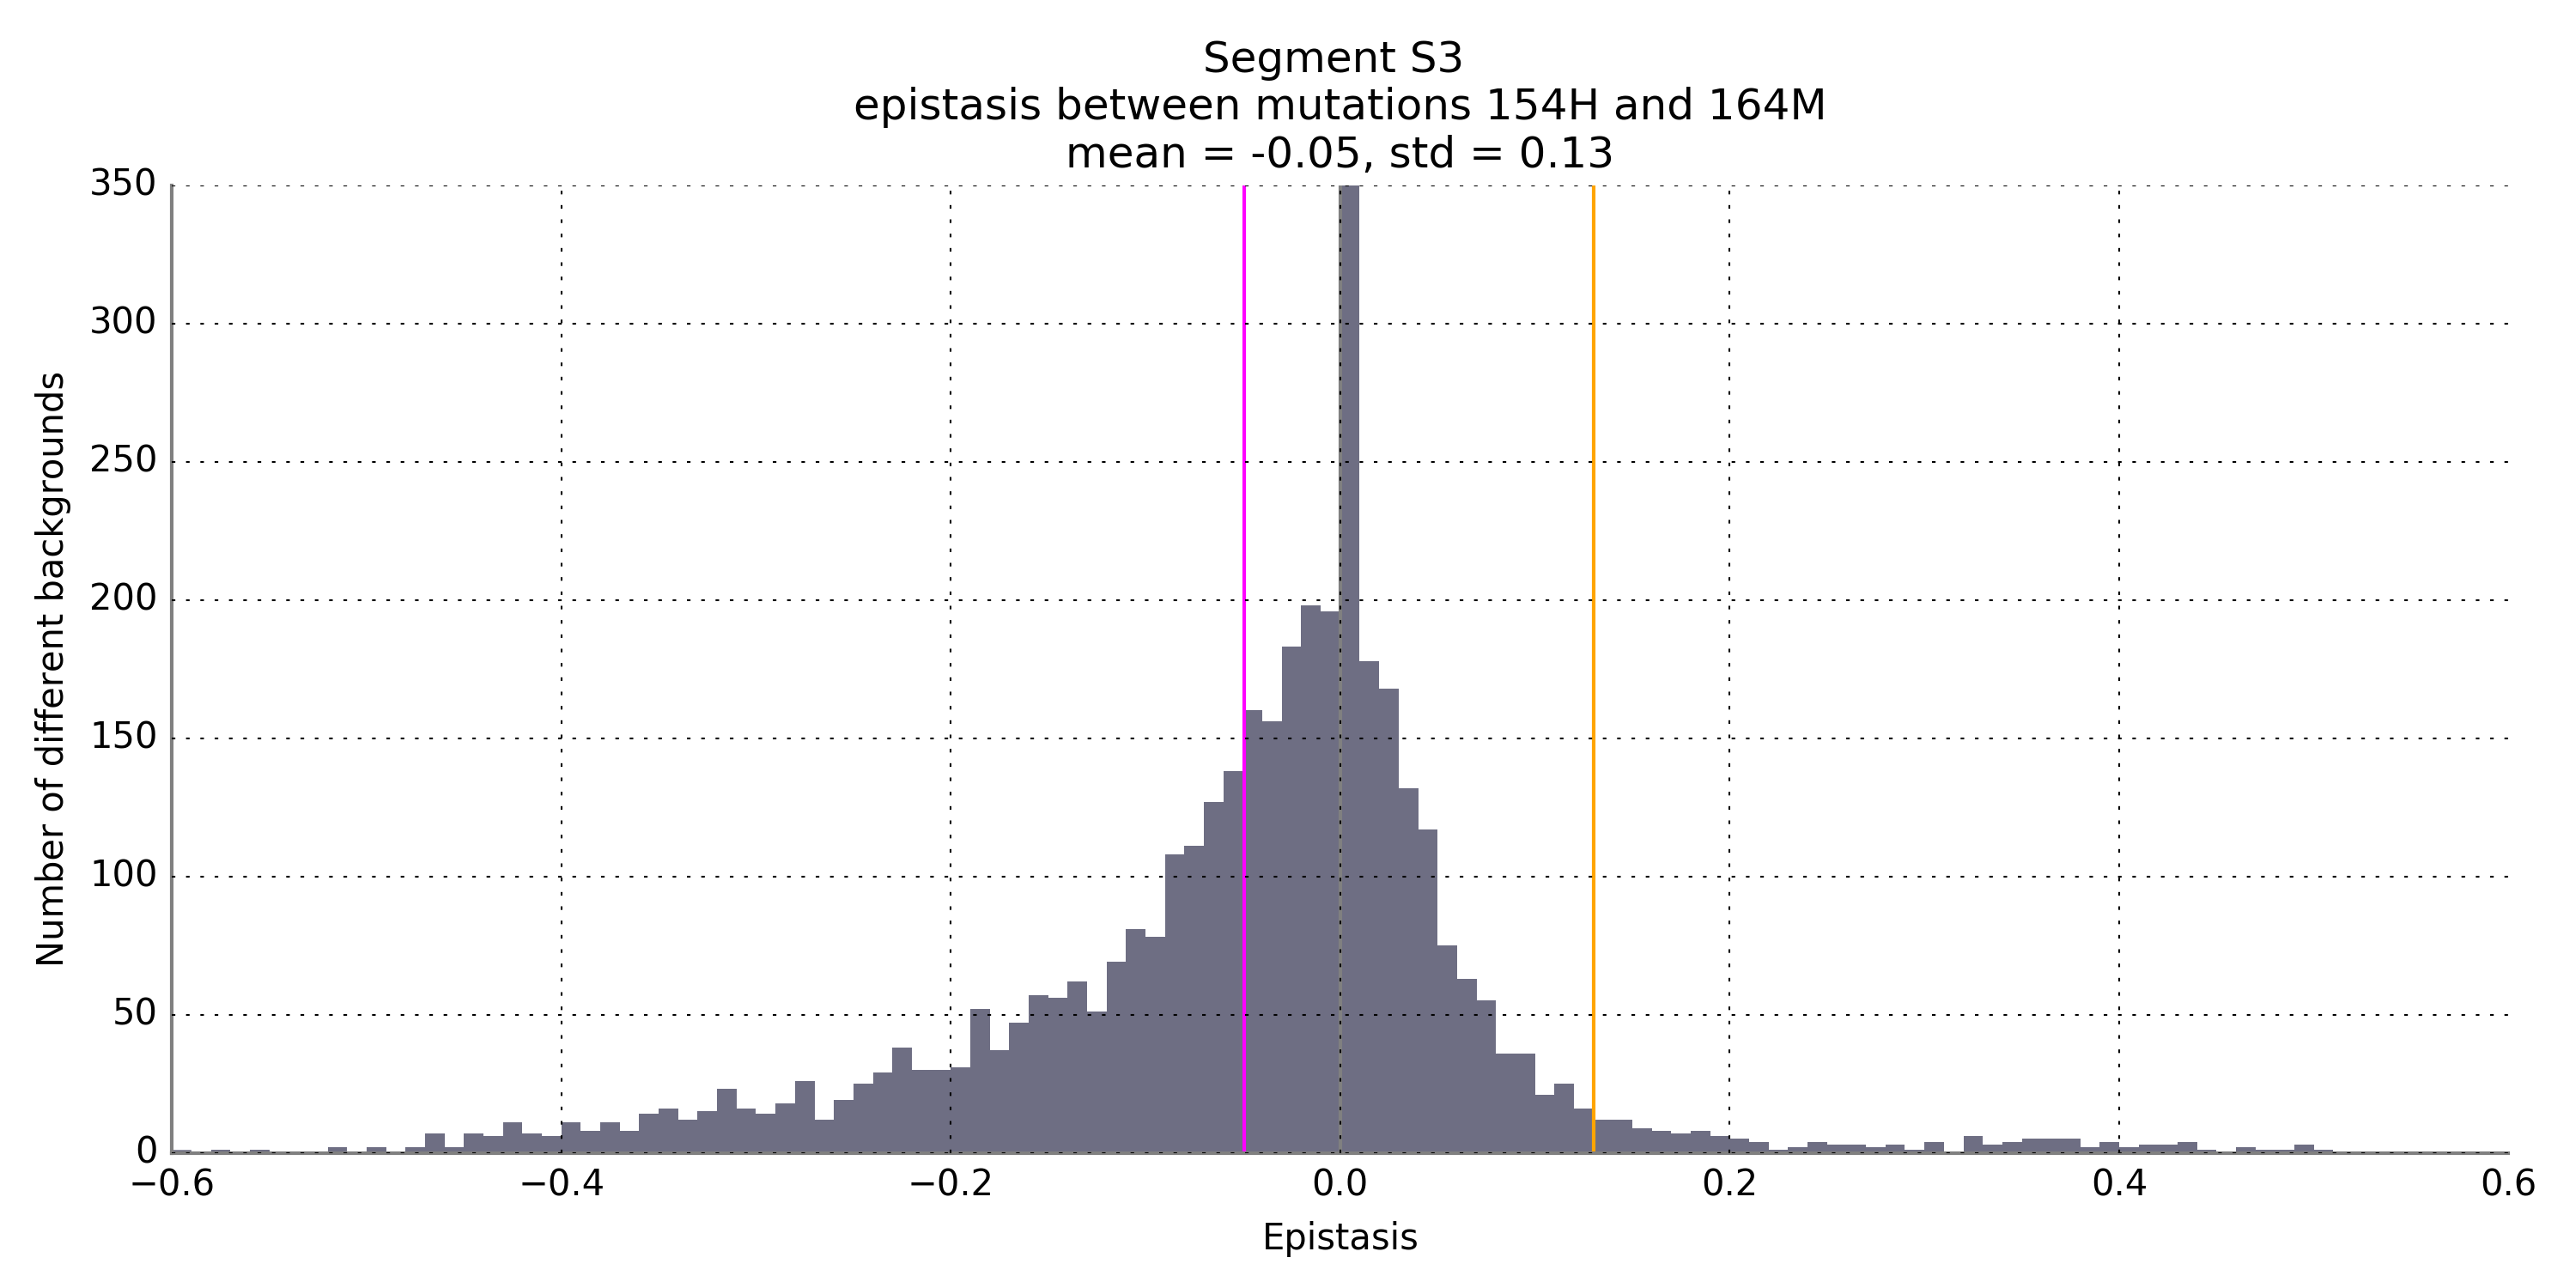 Segment S3
epistasis between mutations 154H and 164M
mean = -0.05, std = 0.13
350
300
250
200
150
100
50
0
Number of different backgrounds
−0.6 −0.4 −0.2 0.0 0.2 0.4 0.6
Epistasis